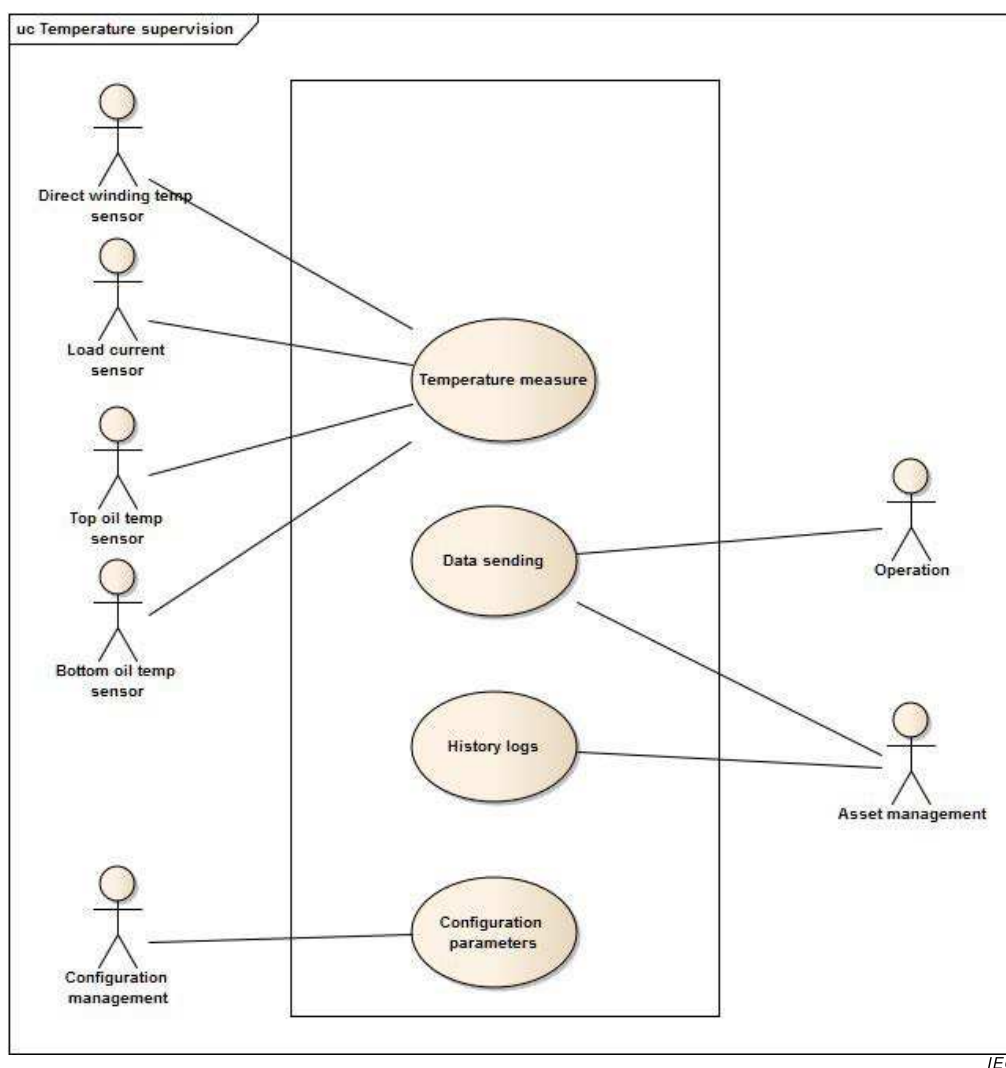 uc Temperature supervision
Direct winding temp
sensor
Load current
sensor
Temperature measure
Top oil temp
sensor
Data sending
Operation
Bottom oil temp
sensor
History logs
Asset management
Configuration
parameters
Configuration
management